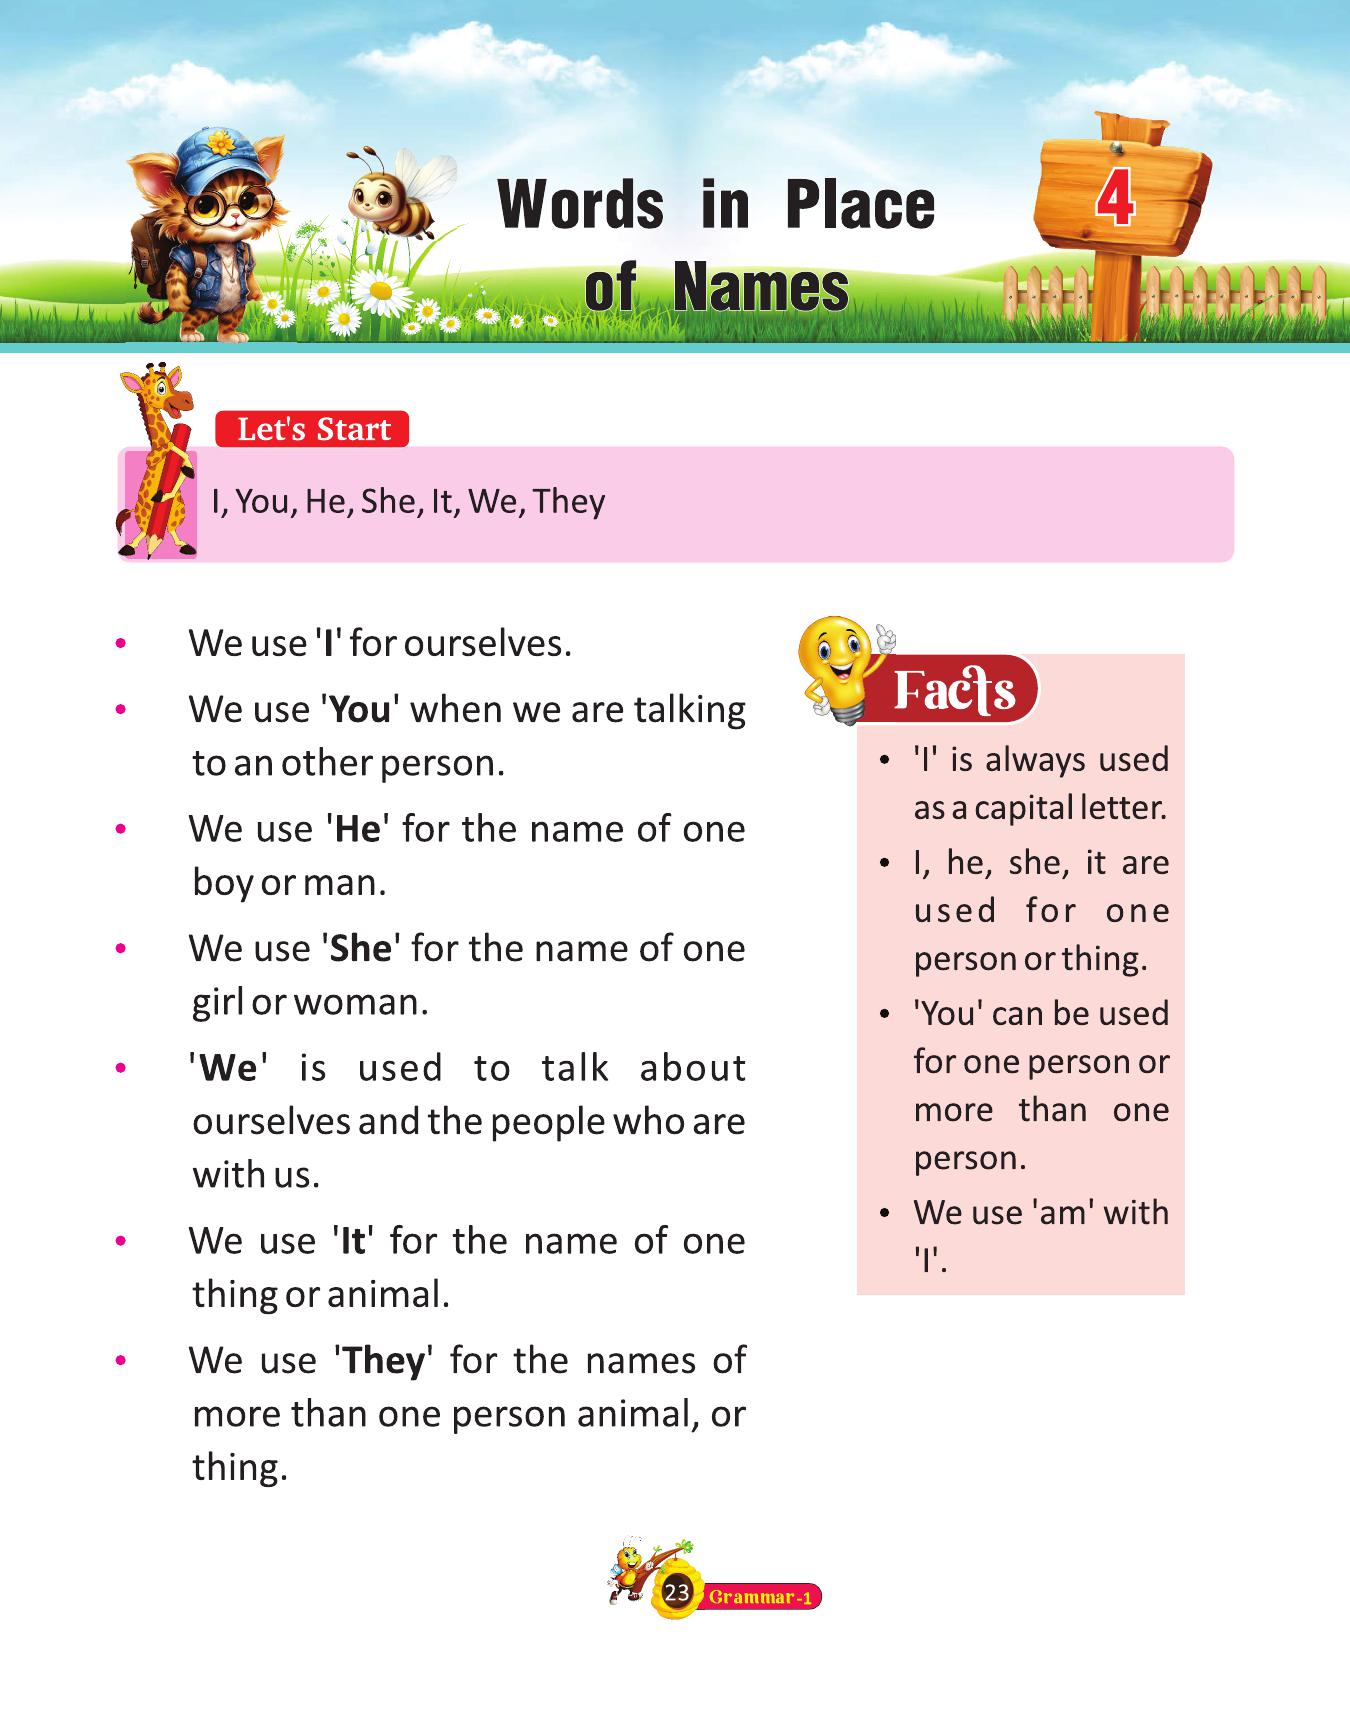 Words in Place
of Names
4
Let's Start
I, You, He, She, It, We, They
• We use 'I' for ourselves.
• We use 'You' when we are talking
to an other person.
• We use 'He' for the name of one
boy or man.
• We use 'She' for the name of one
girl or woman.
• 'We' is used to talk about
ourselves and the people who are
with us.
• We use 'It' for the name of one
thing or animal.
• We use 'They' for the names of
more than one person animal, or
thing.
Facts
• 'I' is always used
as a capital letter.
• I, he, she, it are
used for one
person or thing.
• 'You' can be used
for one person or
more than one
person.
• We use 'am' with
'I'.
23
Grammar-1